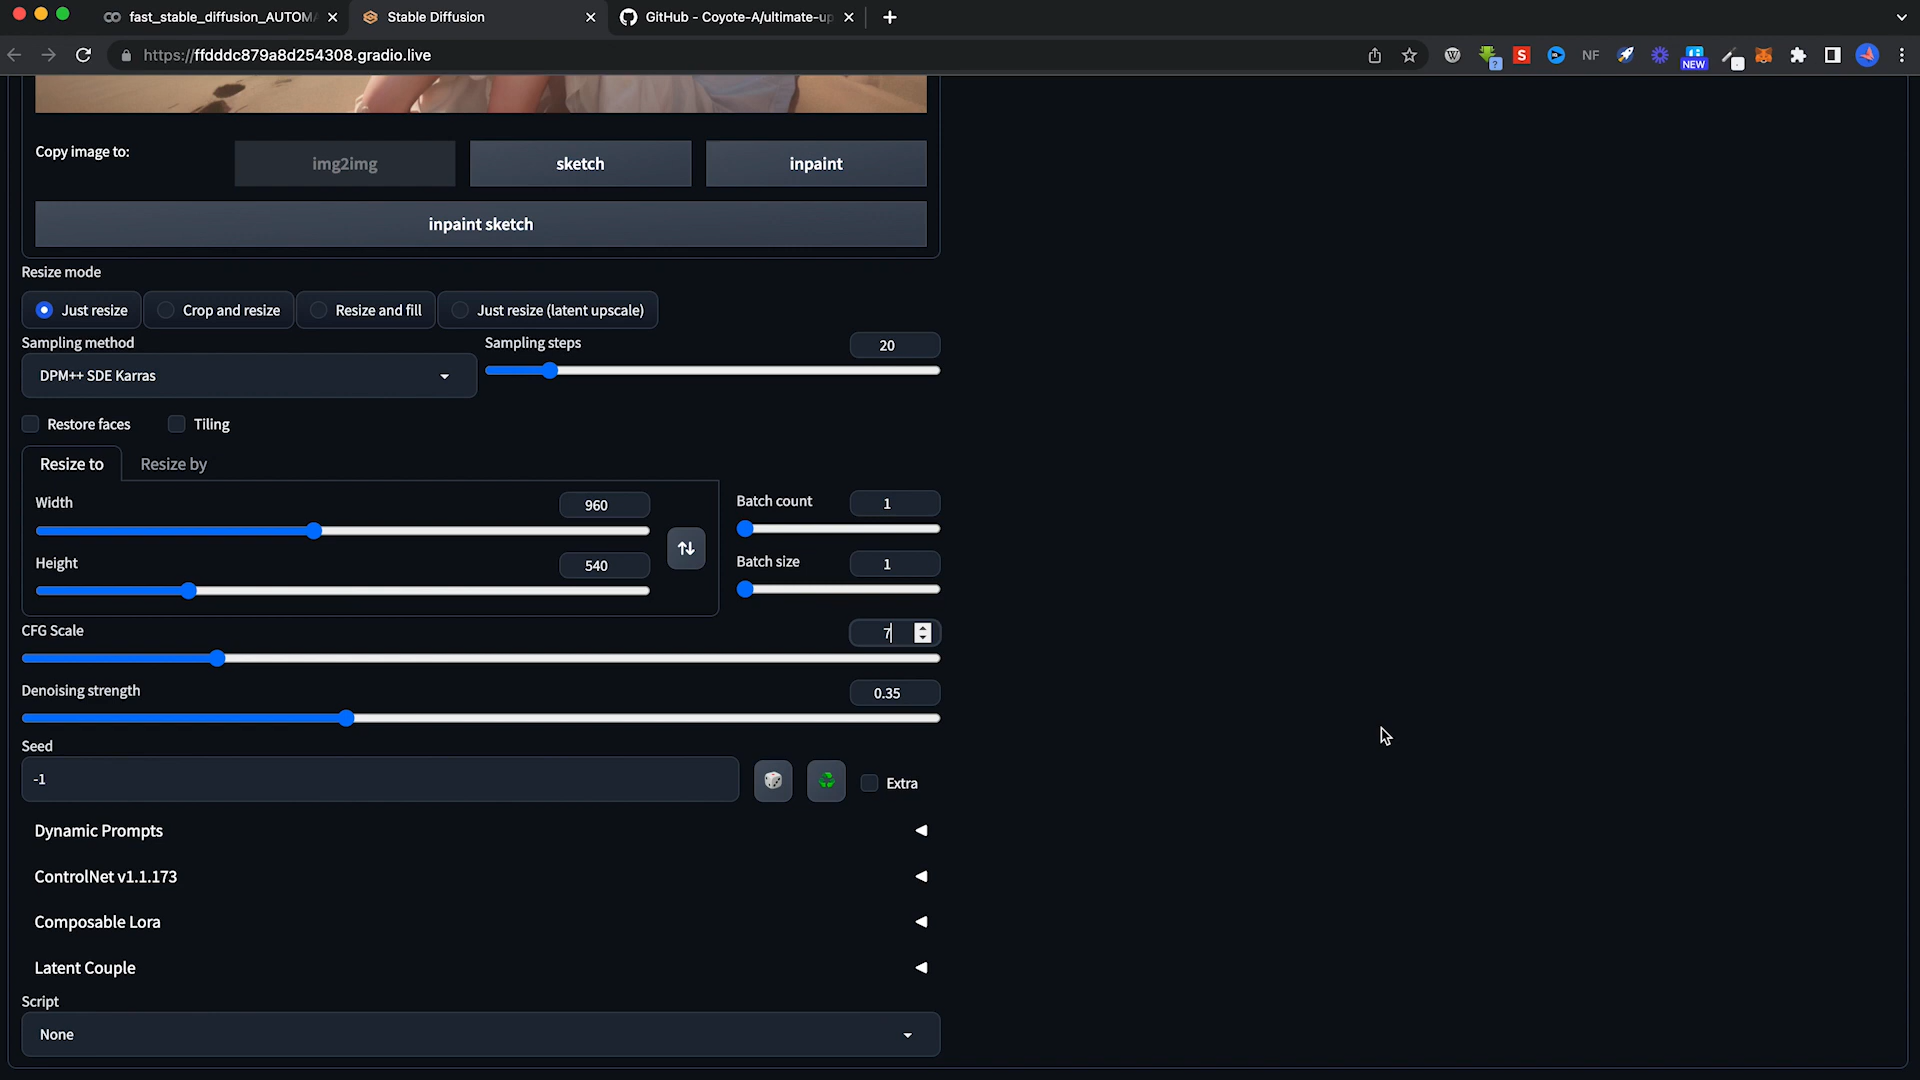 fast_stable_diffusion_AUTOMA
Stable Diffusion
GitHub - Coyote-A/ultimate-up
https://ffdddc879a8d254308.gradio.live
NF
NEW
Copy image to:
img2img
sketch
inpaint
inpaint sketch
Resize mode
Just resize
Crop and resize
Resize and fill
Just resize (latent upscale)
Sampling method
Sampling steps
20
DPM++ SDE Karras
Restore faces
Tiling
Resize to
Resize by
Width
960
Batch count
1
Height
540
Batch size
1
CFG Scale
7
Denoising strength
0.35
Seed
-1
Extra
Dynamic Prompts
ControlNet v1.1.173
Composable Lora
Latent Couple
Script
None